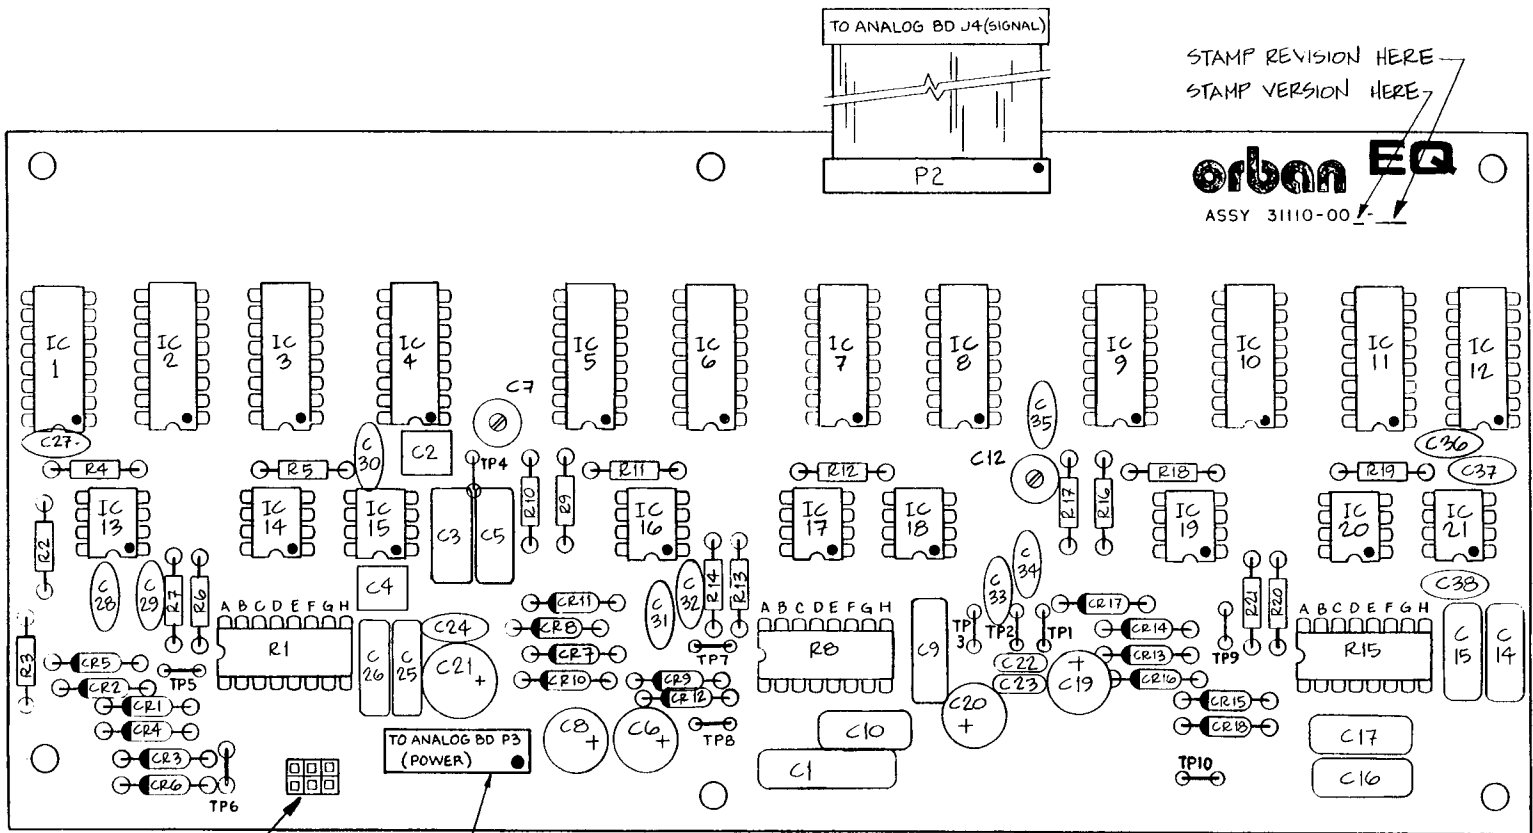 TO ANALOG BD J4(SIGNAL)
STAMP REVISION HERE
STAMP VERSION HERE
P2
orban EQ
ASSY 31110-00_-__
IC 1
IC 2
IC 3
IC 4
IC 5
IC 6
IC 7
IC 8
IC 9
IC 10
IC 11
IC 12
C7
C35
C27
C30
C2
TP4
C12
C36
C37
R4
R5
R11
R12
R18
R19
R2
IC 13
IC 14
IC 15
C3
C5
R10
R9
IC 16
IC 17
IC 18
R17
R16
IC 19
IC 20
IC 21
C28
C29
R7
R6
C4
C31
C32
R14
R13
C33
C34
R21
R20
C38
A B C D E F G H
R1
CR11
CR8
CR7
CR10
A B C D E F G H
R8
C9
TP3
TP2
TP1
CR17
CR14
CR13
CR16
TP9
A B C D E F G H
R15
C15
C14
R3
CR5
CR2
CR1
CR4
CR3
CR6
TP5
TP6
C26
C25
C24
C21+
TP7
CR9
CR12
TP8
C22
C23
C20+
+C19
CR15
CR18
TO ANALOG BD P3
(POWER)
C8+
C6+
C10
C1
TP10
C17
C16